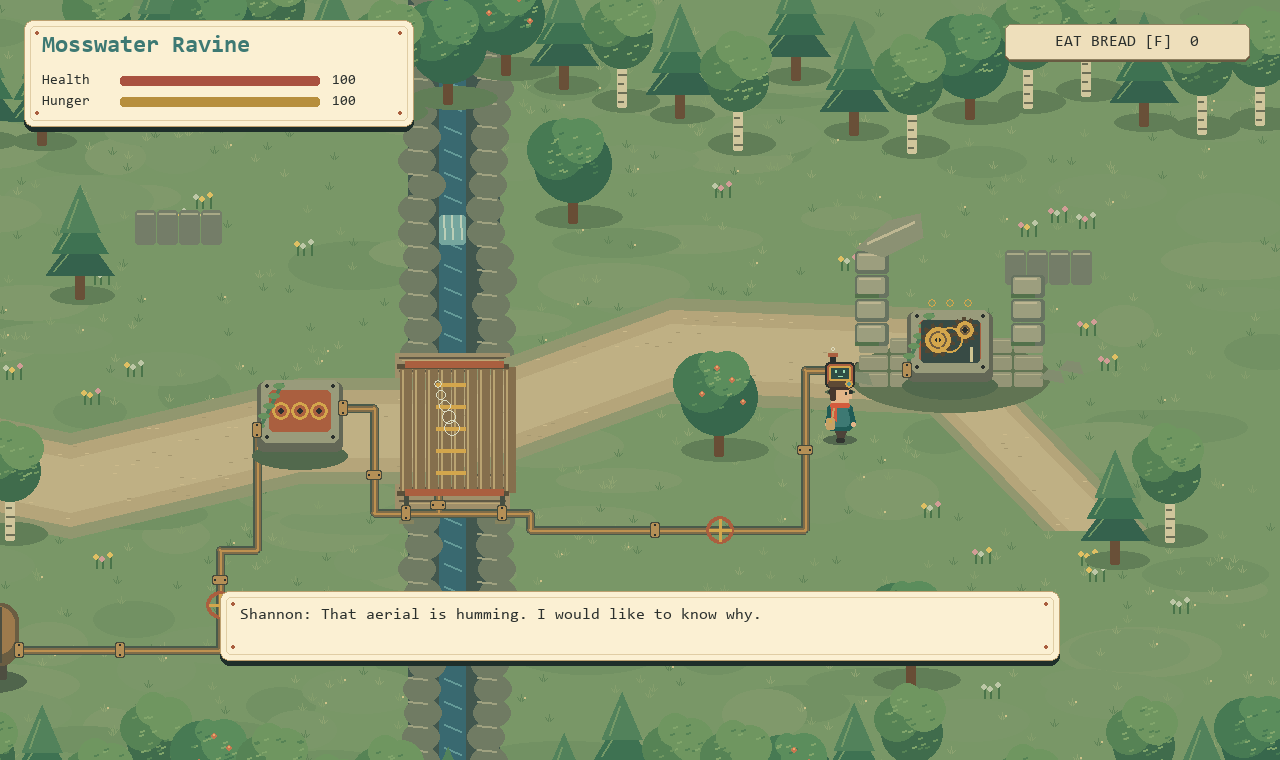 Mosswater Ravine
Health 100
Hunger 100
EAT BREAD [F] 0
Shannon: That aerial is humming. I would like to know why.